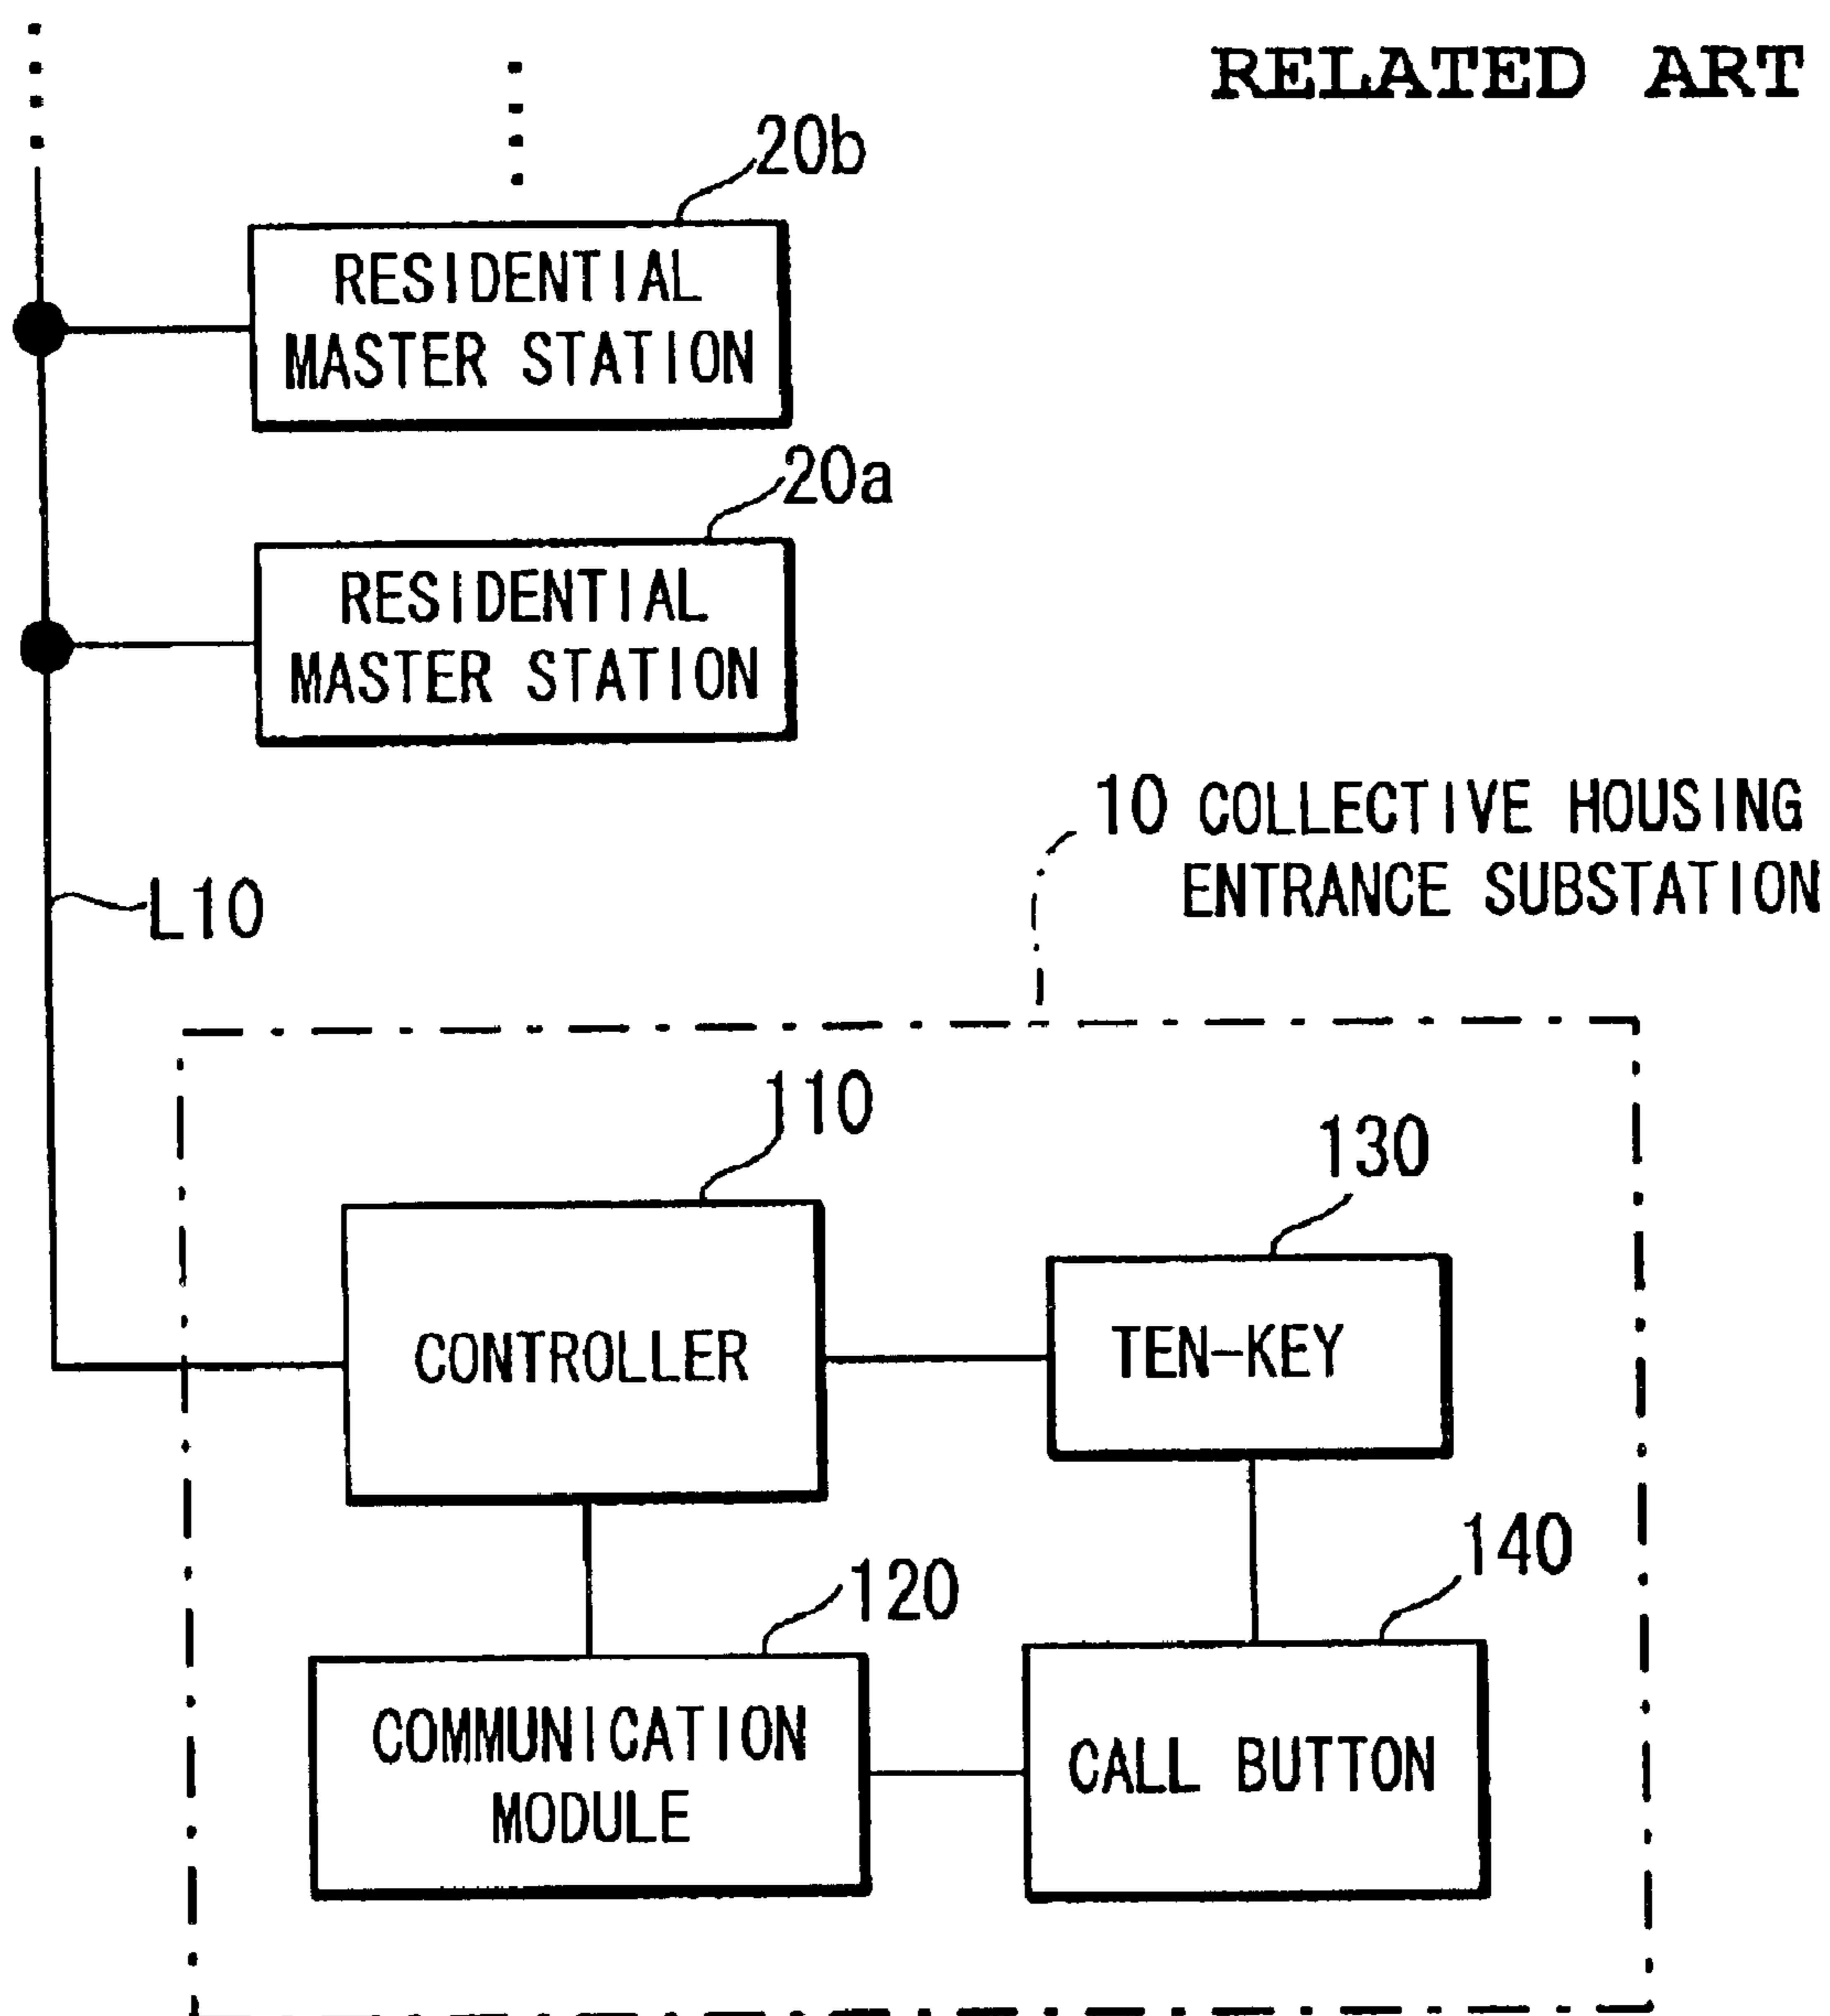 RELATED ART
20b
RESIDENTIAL
MASTER STATION
20a
RESIDENTIAL
MASTER STATION
10 COLLECTIVE HOUSING
ENTRANCE SUBSTATION
L10
110
130
CONTROLLER
TEN-KEY
120
140
COMMUNICATION
MODULE
CALL BUTTON